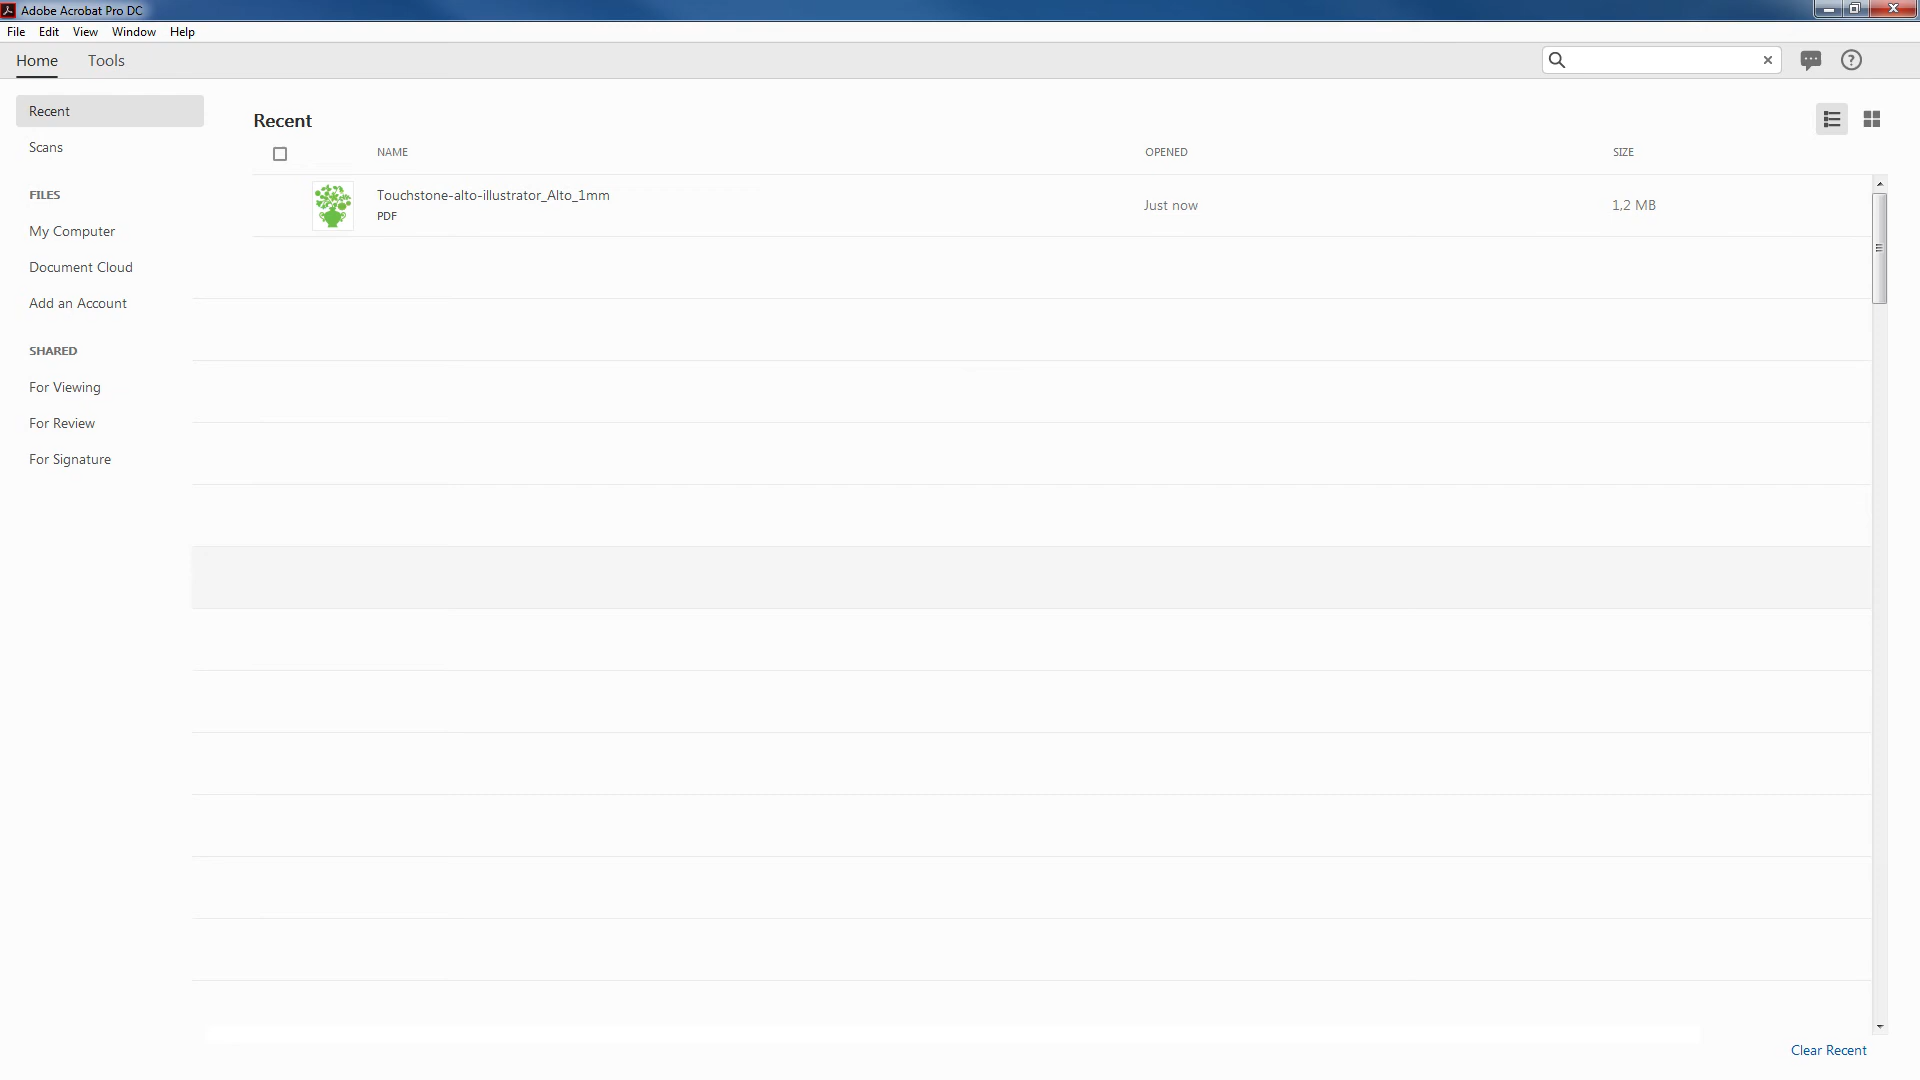 Adobe Acrobat Pro DC
File Edit View Window Help
Home Tools
Recent
Scans
FILES
My Computer
Document Cloud
Add an Account
SHARED
For Viewing
For Review
For Signature
Recent
NAME OPENED SIZE
Touchstone-alto-illustrator_Alto_1mm
PDF
Just now
1,2 MB
Clear Recent